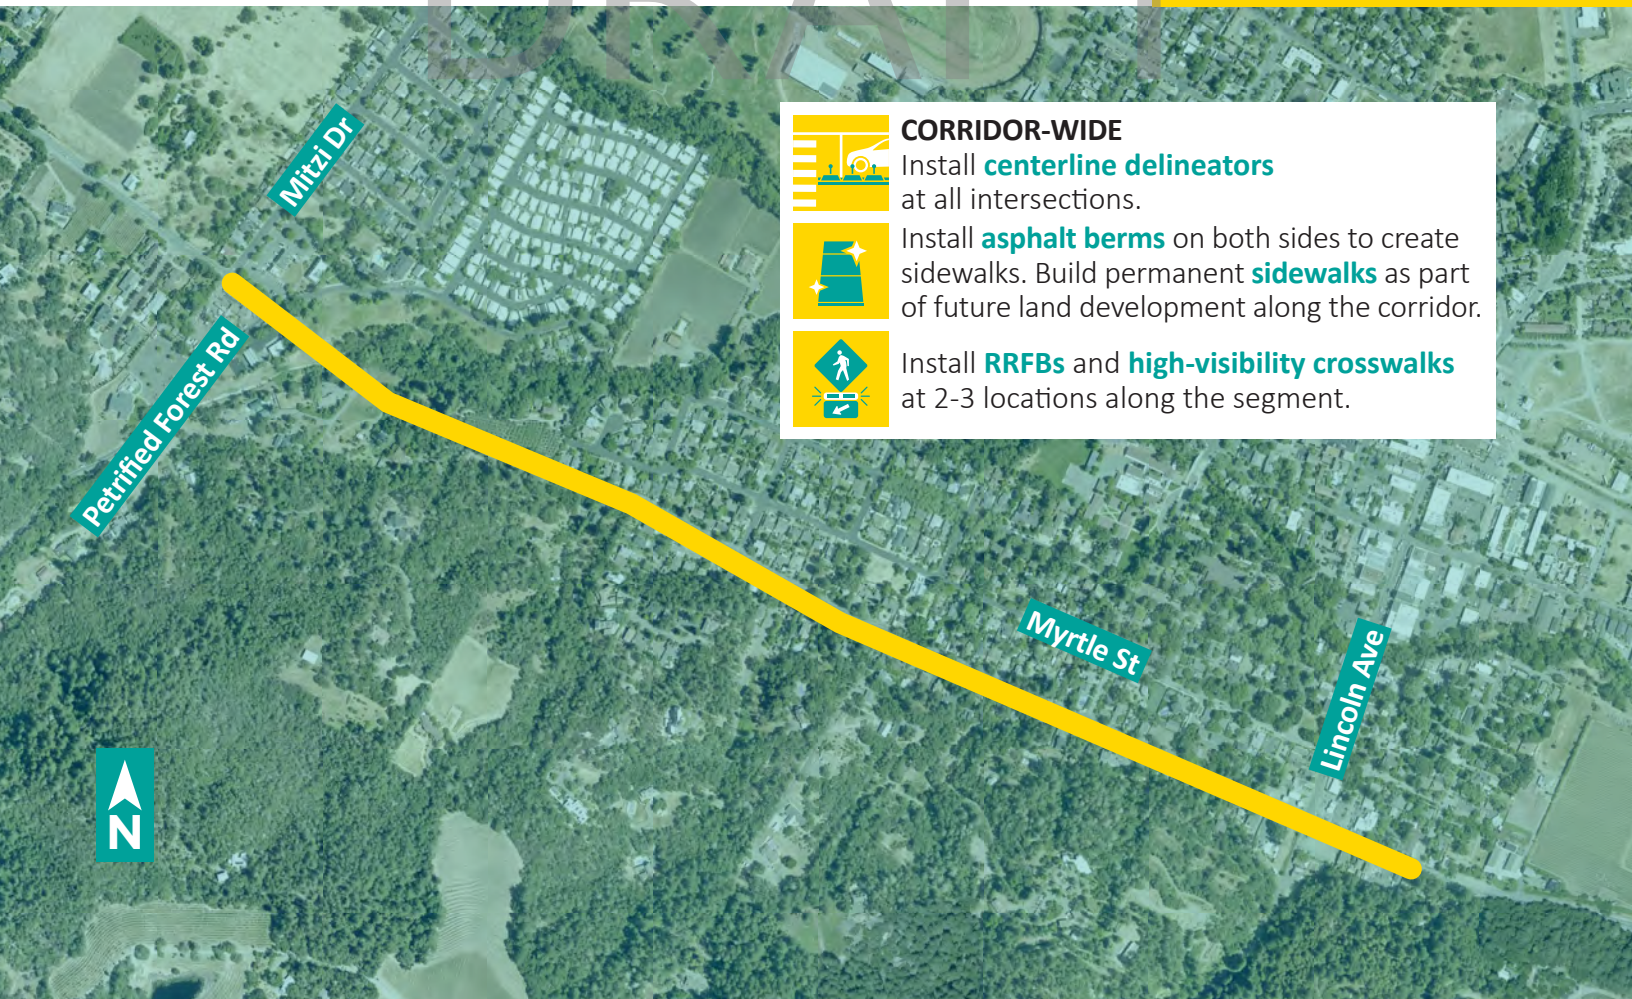 DRAFT
CORRIDOR-WIDE
Install centerline delineators
at all intersections.
Install asphalt berms on both sides to create
sidewalks. Build permanent sidewalks as part
of future land development along the corridor.
Install RRFBs and high-visibility crosswalks
at 2-3 locations along the segment.
Mitzi Dr
Petrified Forest Rd
Myrtle St
Lincoln Ave
N